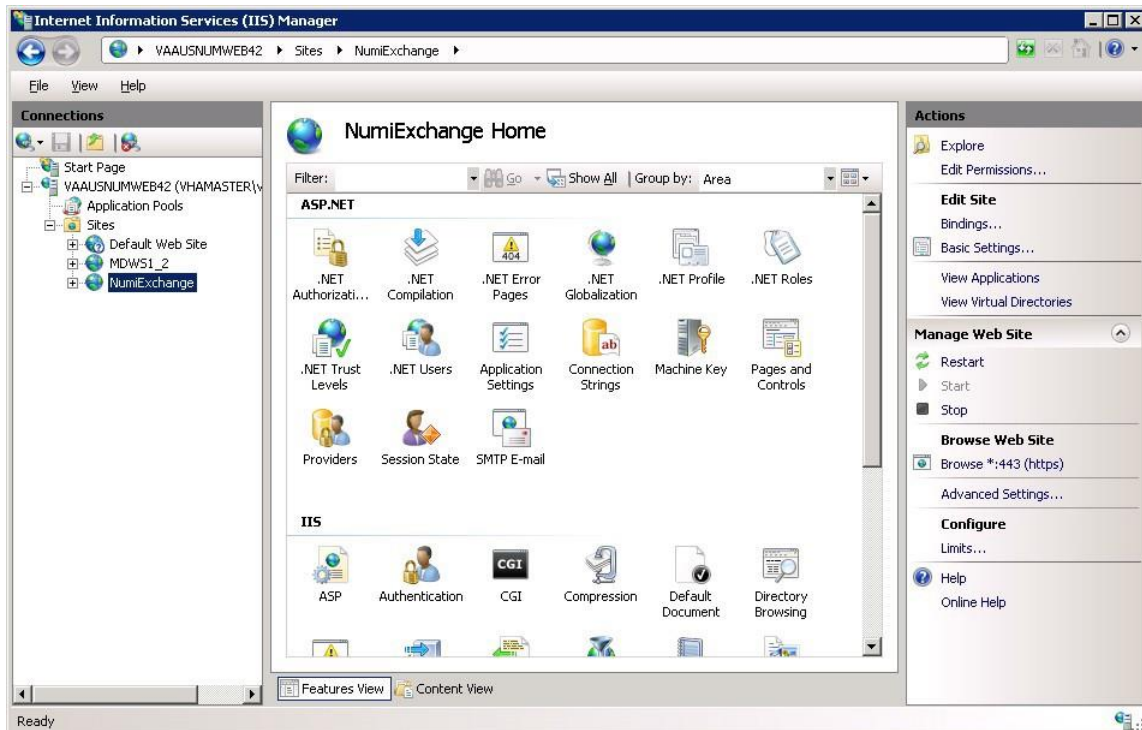 Internet Information Services (IIS) Manager
VAAUSNUMWEB42 Sites NumiExchange
File View Help
Connections
Start Page
VAAUSNUMWEB42 (VHAMASTER\v
Application Pools
Sites
Default Web Site
MDWS1_2
NumiExchange
NumiExchange Home
Filter: Go Show All Group by: Area
ASP.NET
.NET Authorizati...
.NET Compilation
404
.NET Error Pages
.NET Globalization
.NET Profile
.NET Roles
.NET Trust Levels
.NET Users
Application Settings
ab
Connection Strings
Machine Key
Pages and Controls
Providers
Session State
SMTP E-mail
IIS
ASP
Authentication
CGI
CGI
Compression
Default Document
Directory Browsing
Features View
Content View
Actions
Explore
Edit Permissions...
Edit Site
Bindings...
Basic Settings...
View Applications
View Virtual Directories
Manage Web Site
Restart
Start
Stop
Browse Web Site
Browse *:443 (https)
Advanced Settings...
Configure
Limits...
Help
Online Help
Ready